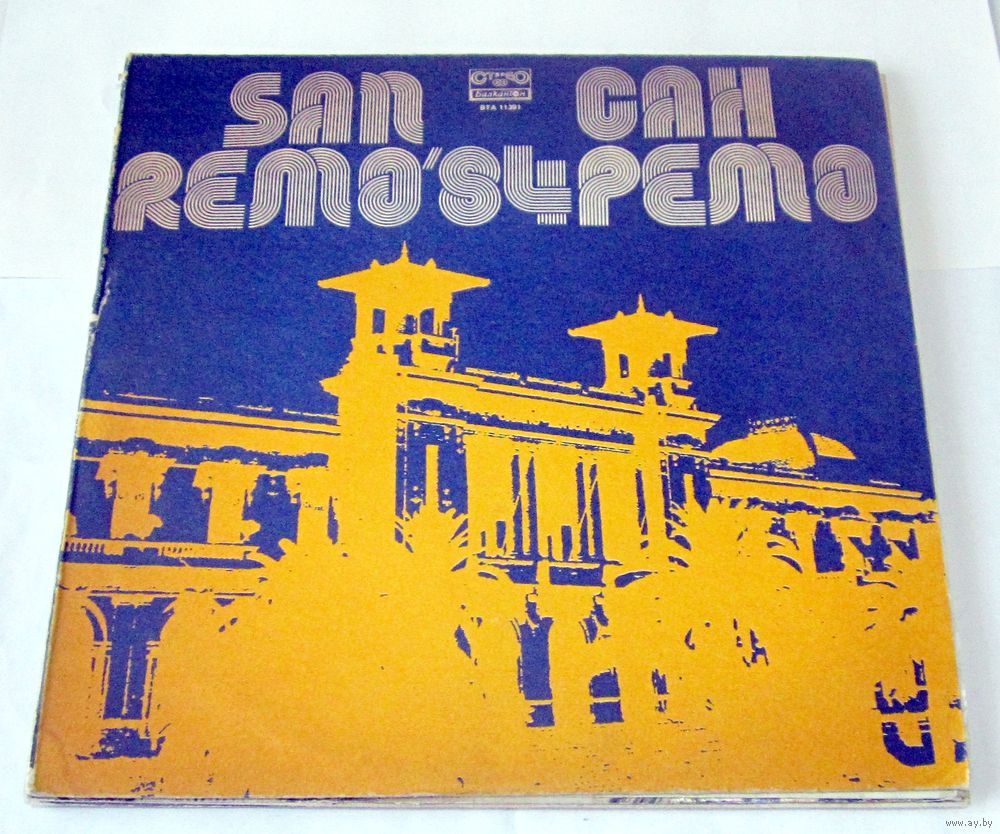 SAN САН
REMO'84 РЕМО
СТЕРЕО
Балкантон
ВТА 11391
www.ay.by